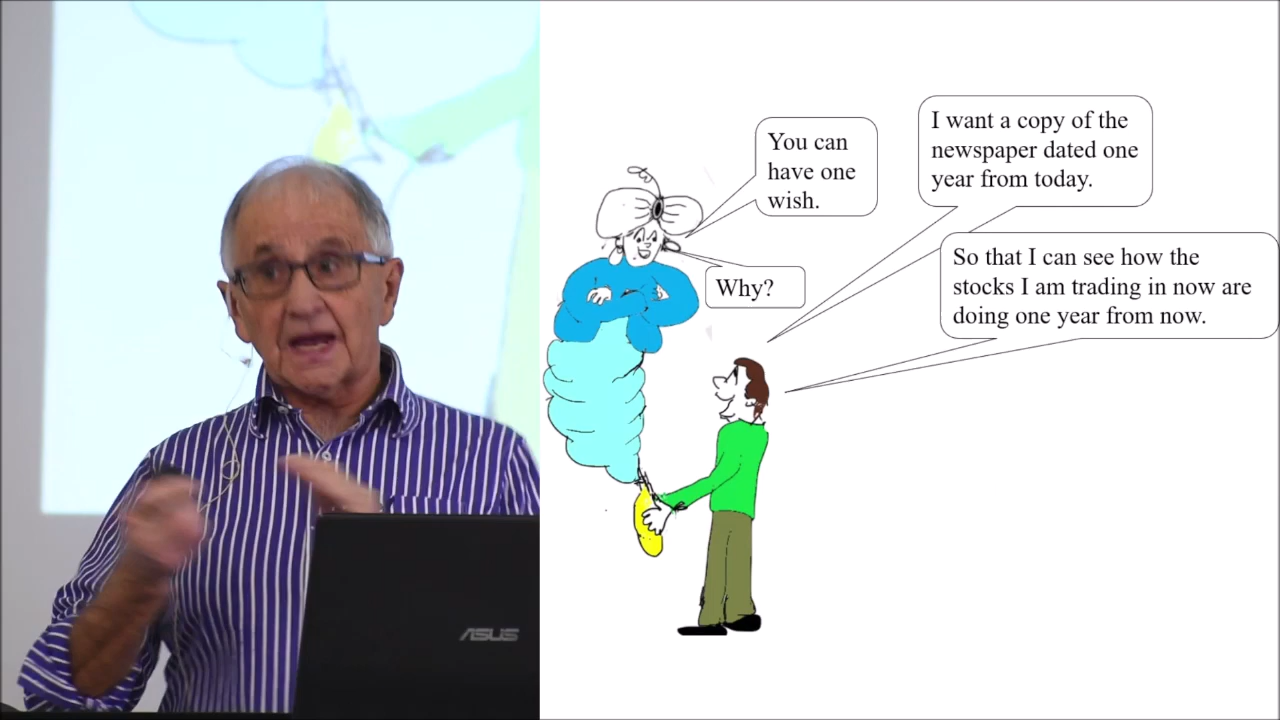 You can
have one
wish.
I want a copy of the
newspaper dated one
year from today.
Why?
So that I can see how the
stocks I am trading in now are
doing one year from now.
ASUS